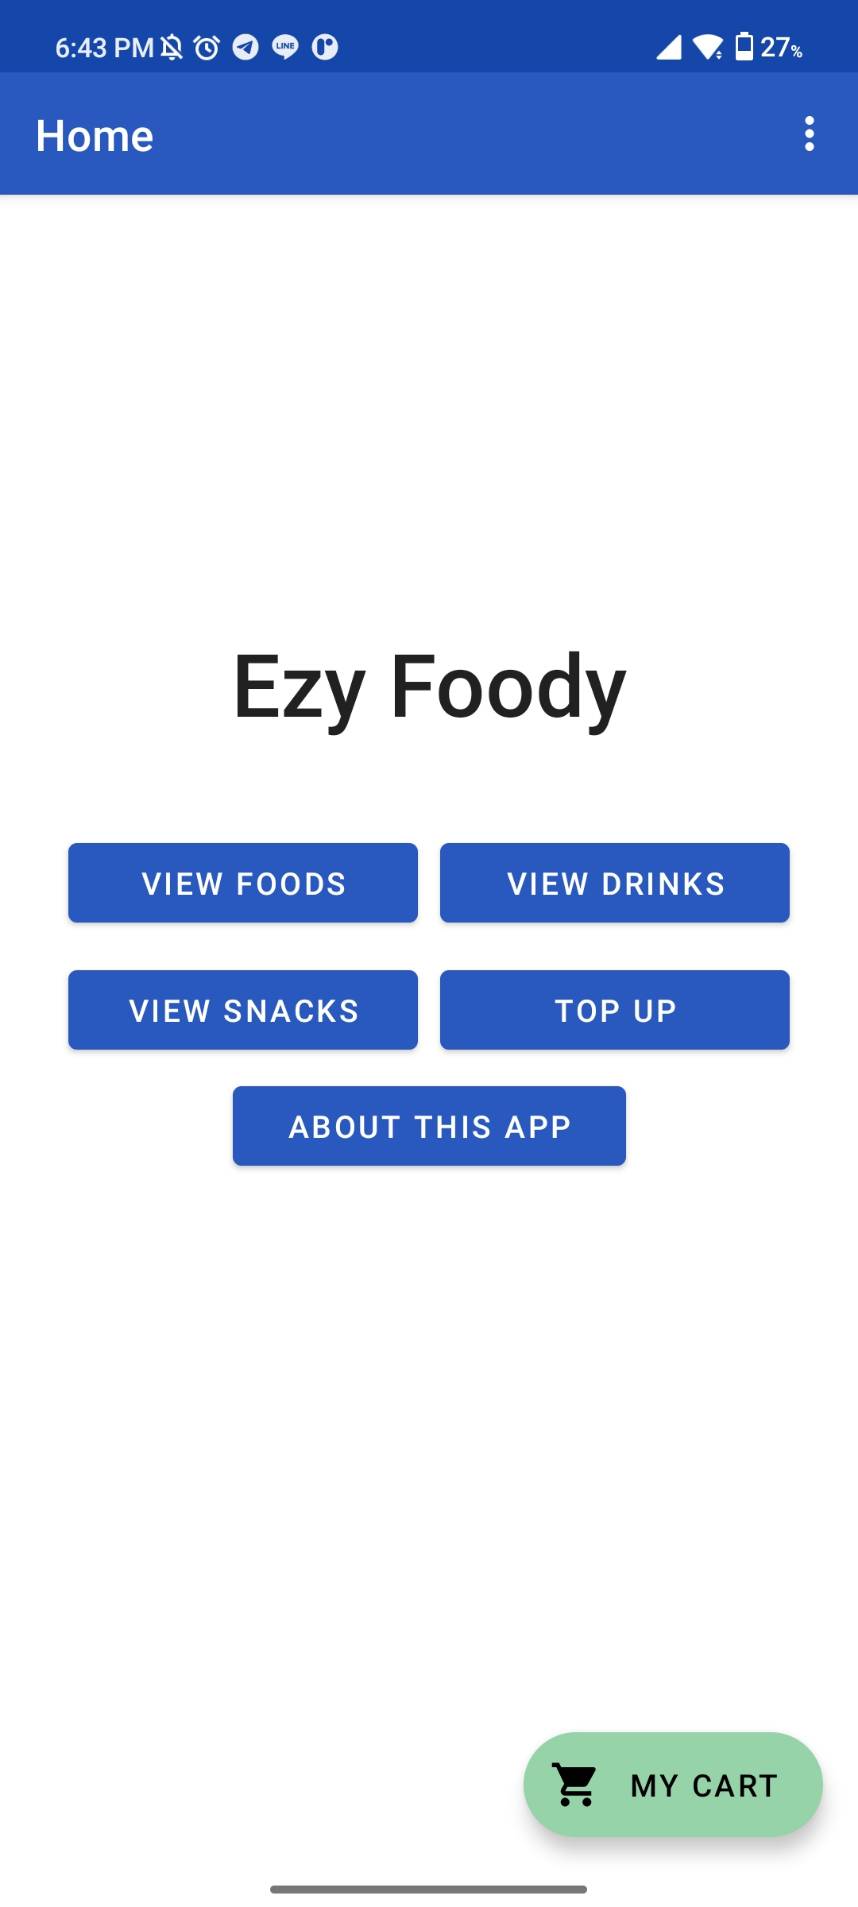 6:43 PM LINE 27%
Home
Ezy Foody
VIEW FOODS VIEW DRINKS
VIEW SNACKS TOP UP
ABOUT THIS APP
MY CART